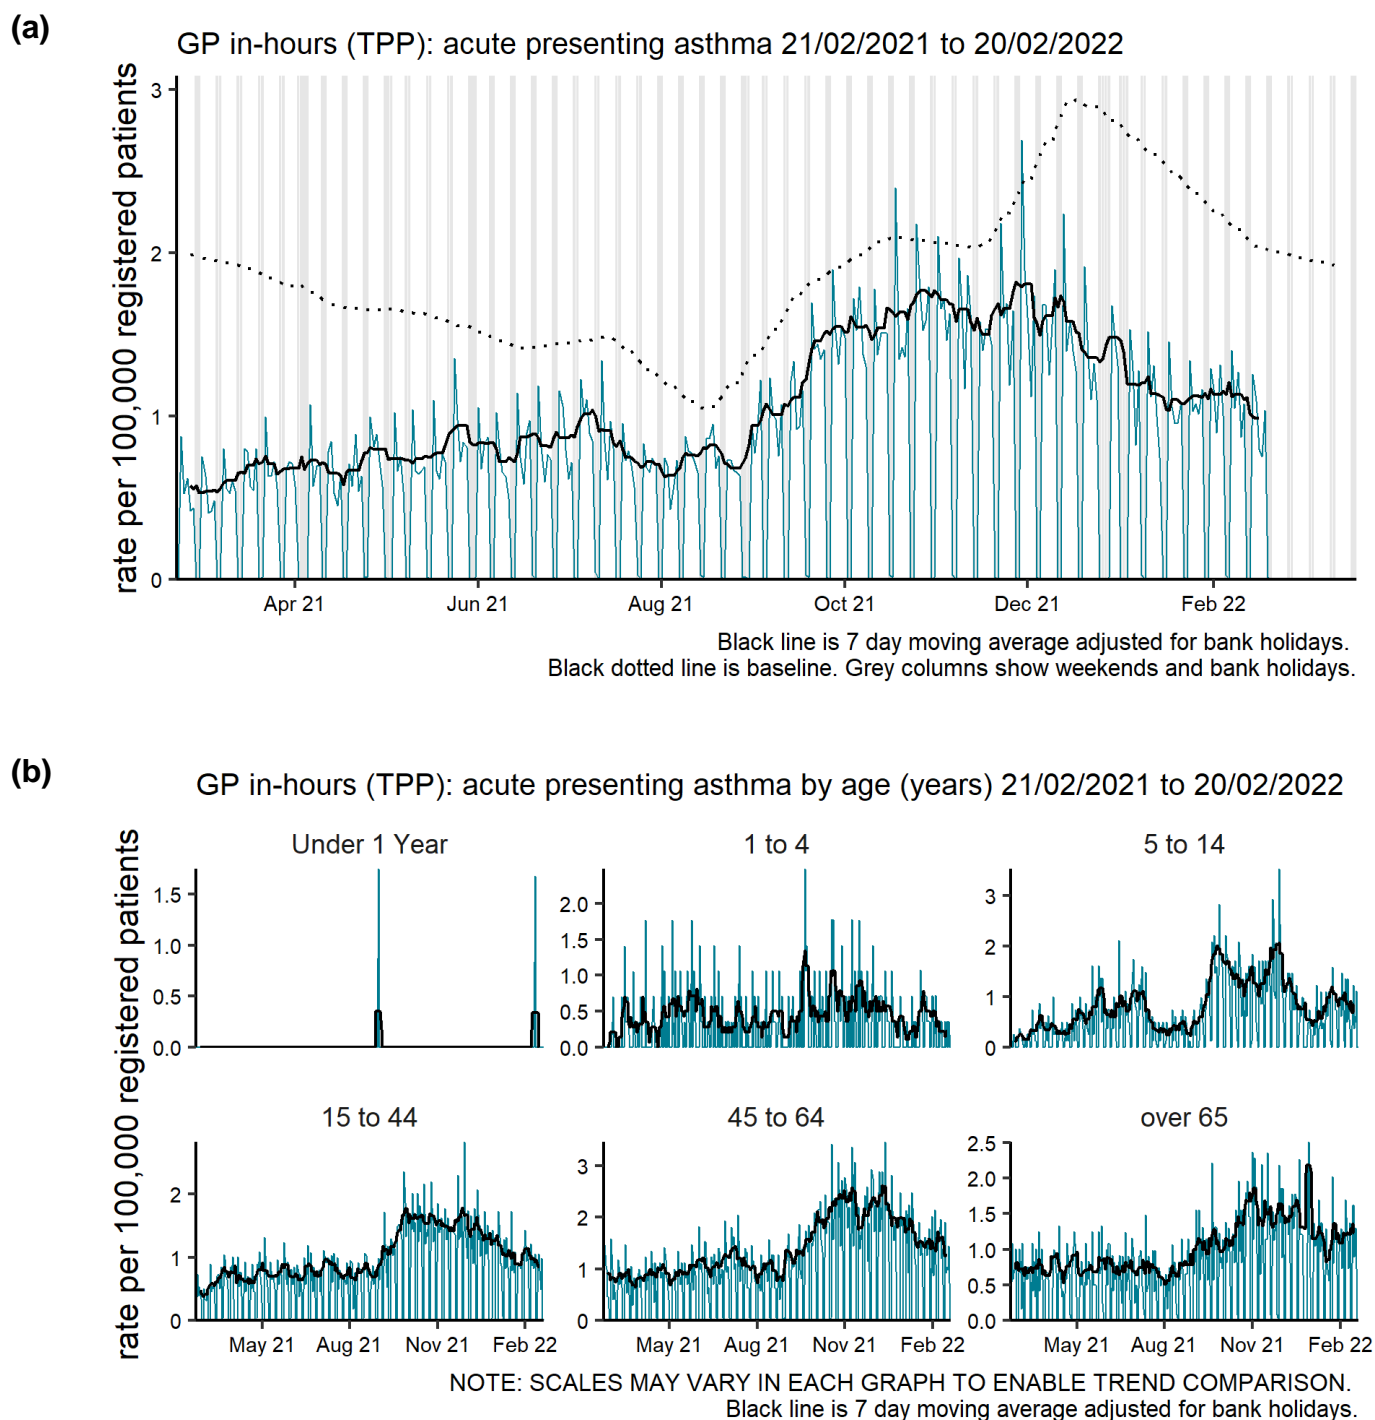 (a)
GP in-hours (TPP): acute presenting asthma 21/02/2021 to 20/02/2022
rate per 100,000 registered patients
3
2
1
0
Apr 21
Jun 21
Aug 21
Oct 21
Dec 21
Feb 22
Black line is 7 day moving average adjusted for bank holidays.
Black dotted line is baseline. Grey columns show weekends and bank holidays.
(b)
GP in-hours (TPP): acute presenting asthma by age (years) 21/02/2021 to 20/02/2022
rate per 100,000 registered patients
Under 1 Year
1.5
1.0
0.5
0.0
1 to 4
2.0
1.5
1.0
0.5
0.0
5 to 14
3
2
1
0
15 to 44
2
1
0
May 21
Aug 21
Nov 21
Feb 22
45 to 64
3
2
1
0
May 21
Aug 21
Nov 21
Feb 22
over 65
2.5
2.0
1.5
1.0
0.5
0.0
May 21
Aug 21
Nov 21
Feb 22
NOTE: SCALES MAY VARY IN EACH GRAPH TO ENABLE TREND COMPARISON.
Black line is 7 day moving average adjusted for bank holidays.